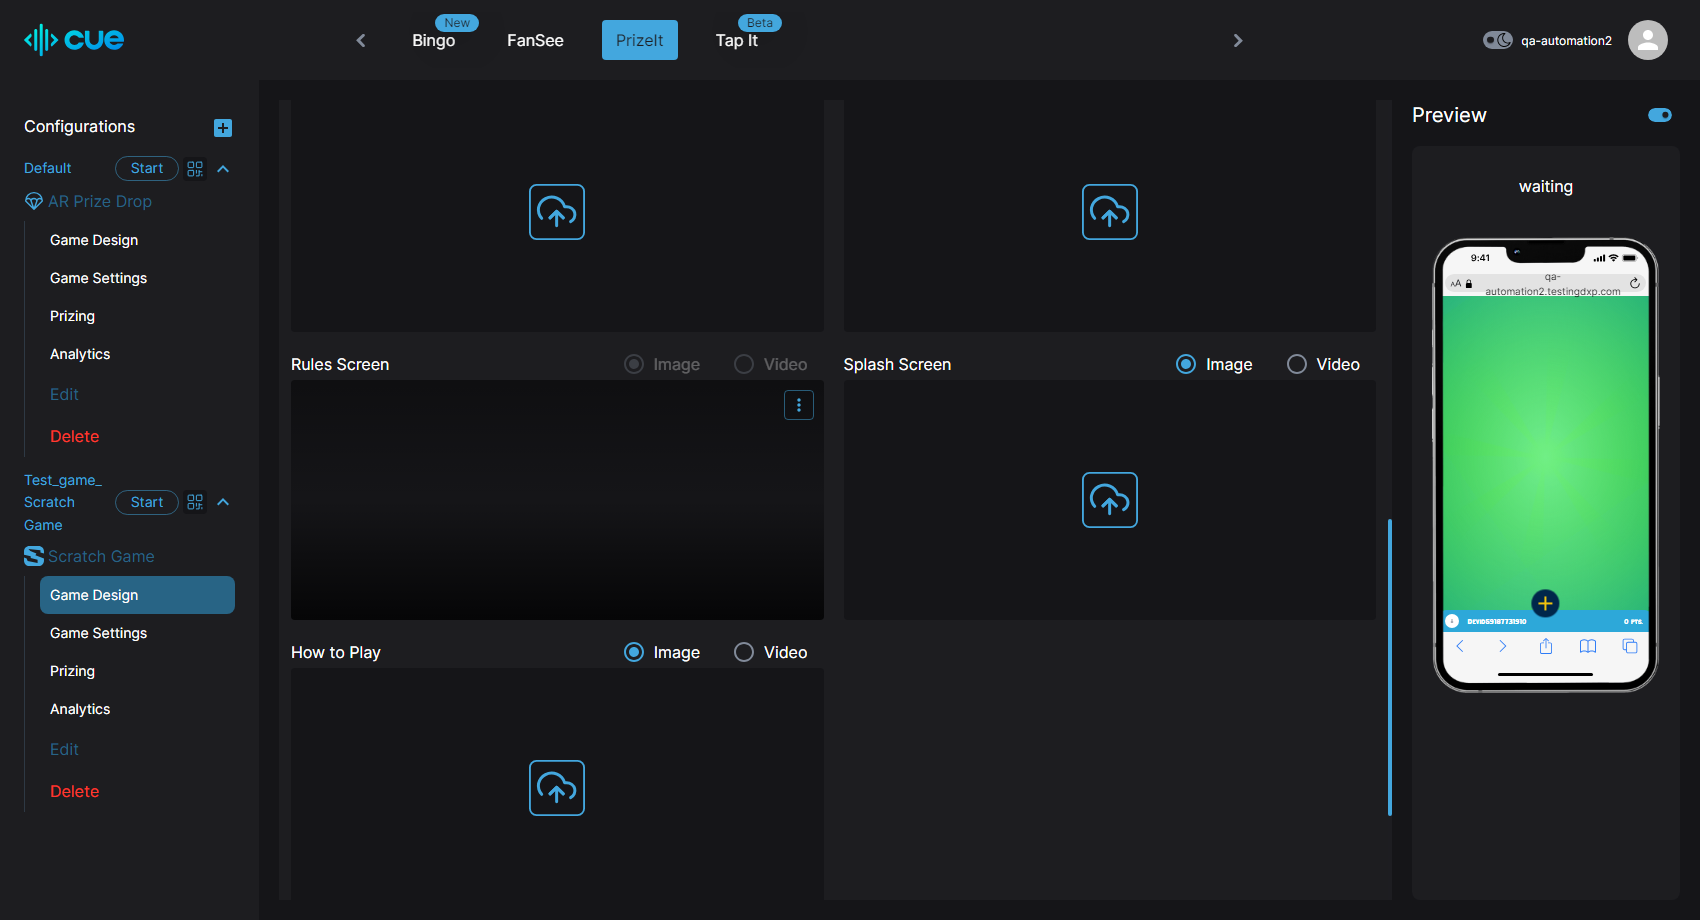 cue
New
Bingo
FanSee
PrizeIt
Beta
Tap It
qa-automation2
Configurations
Default
Start
AR Prize Drop
Game Design
Game Settings
Prizing
Analytics
Edit
Delete
Test_game_
Scratch
Game
Start
Scratch Game
Game Design
Game Settings
Prizing
Analytics
Edit
Delete
Rules Screen
Image
Video
Splash Screen
Image
Video
How to Play
Image
Video
Preview
waiting
9:41
AA
qa-
automation2.testingdxp.com
0 PTS.